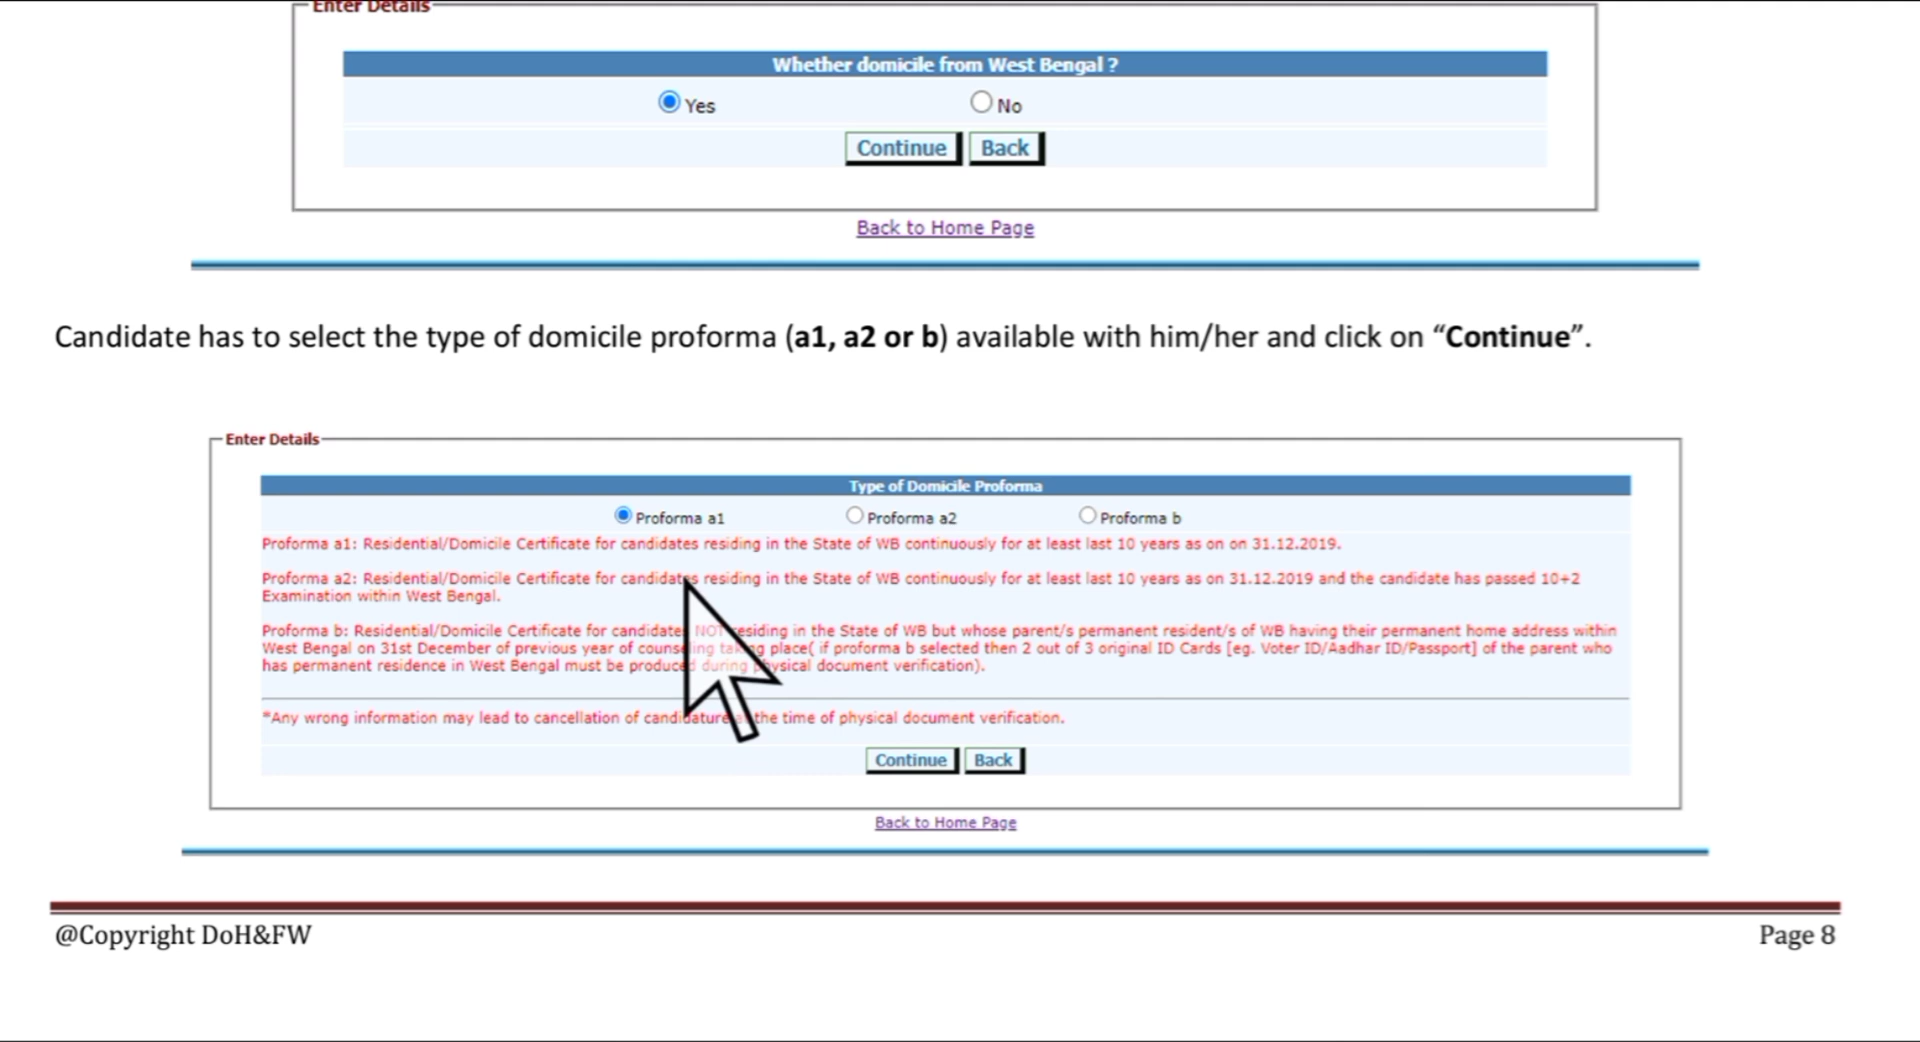 Enter Details
Whether domicile from West Bengal ?
Yes No
Continue Back
Back to Home Page
Candidate has to select the type of domicile proforma (a1, a2 or b) available with him/her and click on “Continue”.
Enter Details
Type of Domicile Proforma
Proforma a1 Proforma a2 Proforma b
Proforma a1: Residential/Domicile Certificate for candidates residing in the State of WB continuously for at least last 10 years as on on 31.12.2019.
Proforma a2: Residential/Domicile Certificate for candidates residing in the State of WB continuously for at least last 10 years as on 31.12.2019 and the candidate has passed 10+2
Examination within West Bengal.
Proforma b: Residential/Domicile Certificate for candidates NOT residing in the State of WB but whose parent/s permanent resident/s of WB having their permanent home address within
West Bengal on 31st December of previous year of counseling taking place( if proforma b selected then 2 out of 3 original ID Cards [eg. Voter ID/Aadhar ID/Passport] of the parent who
has permanent residence in West Bengal must be produced during physical document verification).
*Any wrong information may lead to cancellation of candidature at the time of physical document verification.
Continue Back
Back to Home Page
@Copyright DoH&FW Page 8